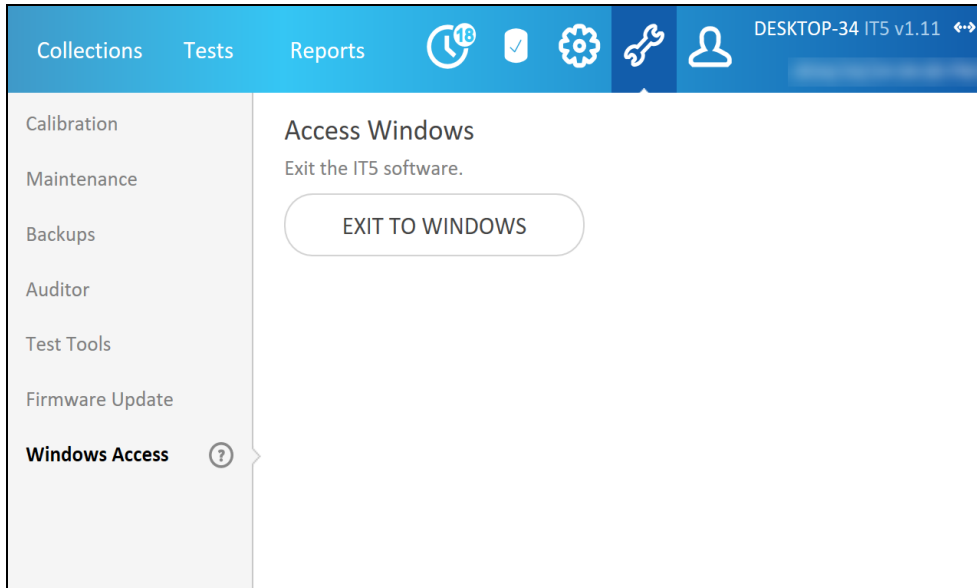 Collections Tests Reports 18 DESKTOP-34 IT5 v1.11
Calibration
Maintenance
Backups
Auditor
Test Tools
Firmware Update
Windows Access ?
Access Windows
Exit the IT5 software.
EXIT TO WINDOWS